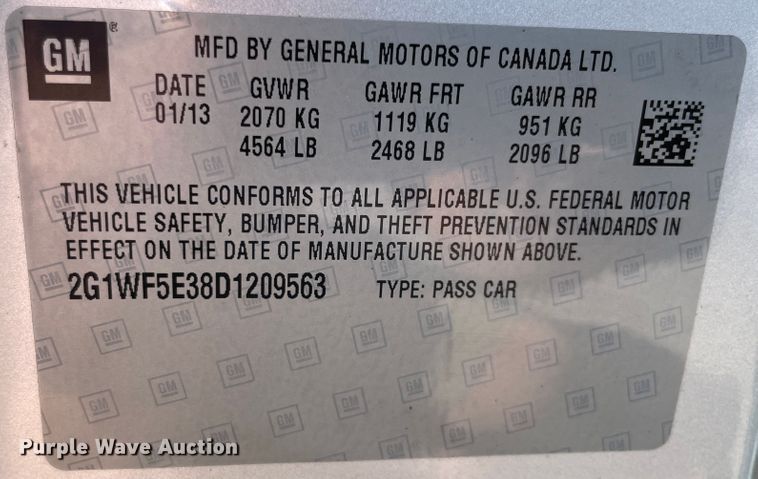 GM®
MFD BY GENERAL MOTORS OF CANADA LTD.
DATE GVWR GAWR FRT GAWR RR
01/13 2070 KG 1119 KG 951 KG
4564 LB 2468 LB 2096 LB
THIS VEHICLE CONFORMS TO ALL APPLICABLE U.S. FEDERAL MOTOR
VEHICLE SAFETY, BUMPER, AND THEFT PREVENTION STANDARDS IN
EFFECT ON THE DATE OF MANUFACTURE SHOWN ABOVE.
2G1WF5E38D1209563 TYPE: PASS CAR
Purple Wave Auction